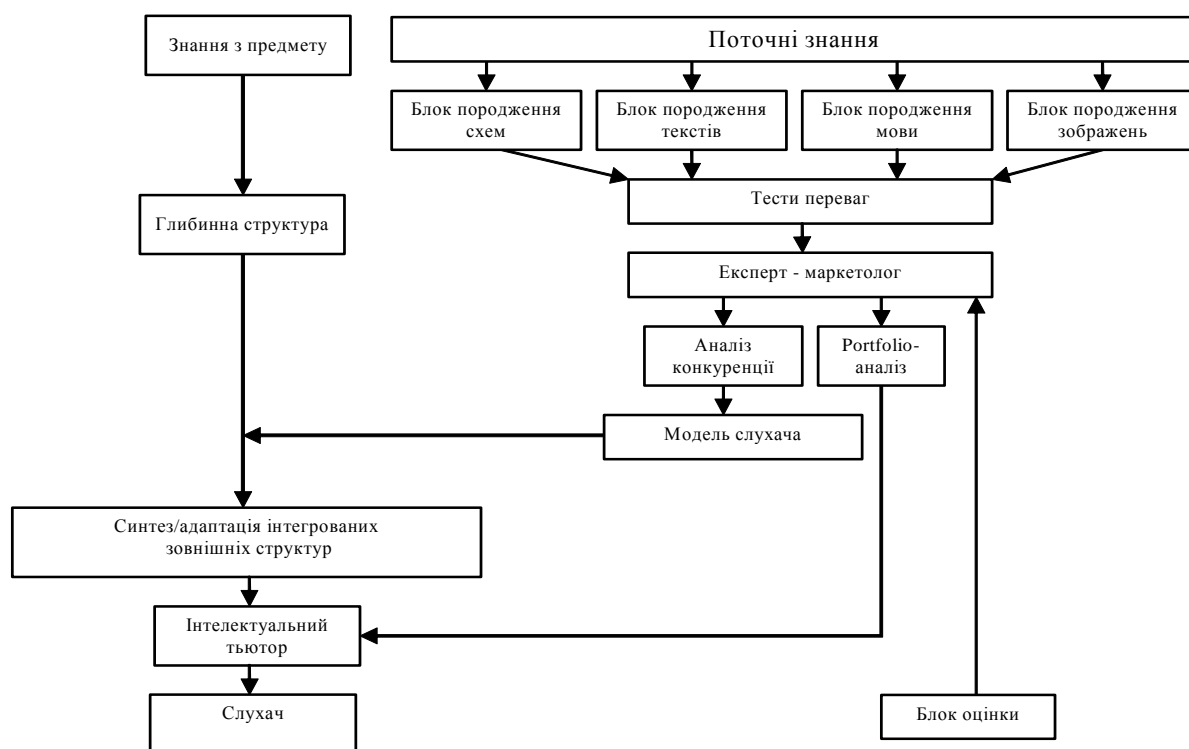 Знання з предмету
Поточні знання
Блок породження
схем
Блок породження
текстів
Блок породження
мови
Блок породження
зображень
Тести переваг
Глибинна структура
Експерт - маркетолог
Аналіз
конкуренції
Portfolio-
аналіз
Модель слухача
Синтез/адаптація інтегрованих
зовнішніх структур
Інтелектуальний
тьютор
Слухач
Блок оцінки